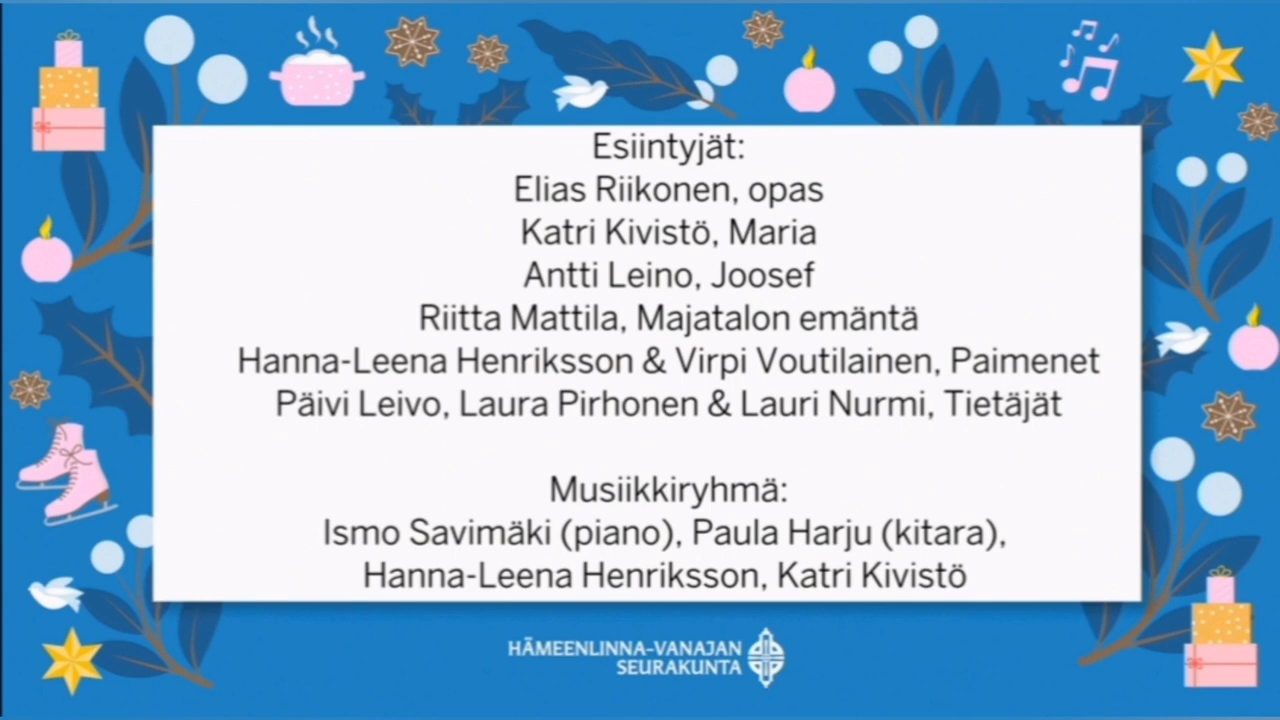 Esiintyjät:
Elias Riikonen, opas
Katri Kivistö, Maria
Antti Leino, Joosef
Riitta Mattila, Majatalon emäntä
Hanna-Leena Henriksson & Virpi Voutilainen, Paimenet
Päivi Leivo, Laura Pirhonen & Lauri Nurmi, Tietäjät
Musiikkiryhmä:
Ismo Savimäki (piano), Paula Harju (kitara),
Hanna-Leena Henriksson, Katri Kivistö
HÄMEENLINNA-VANAJAN
SEURAKUNTA